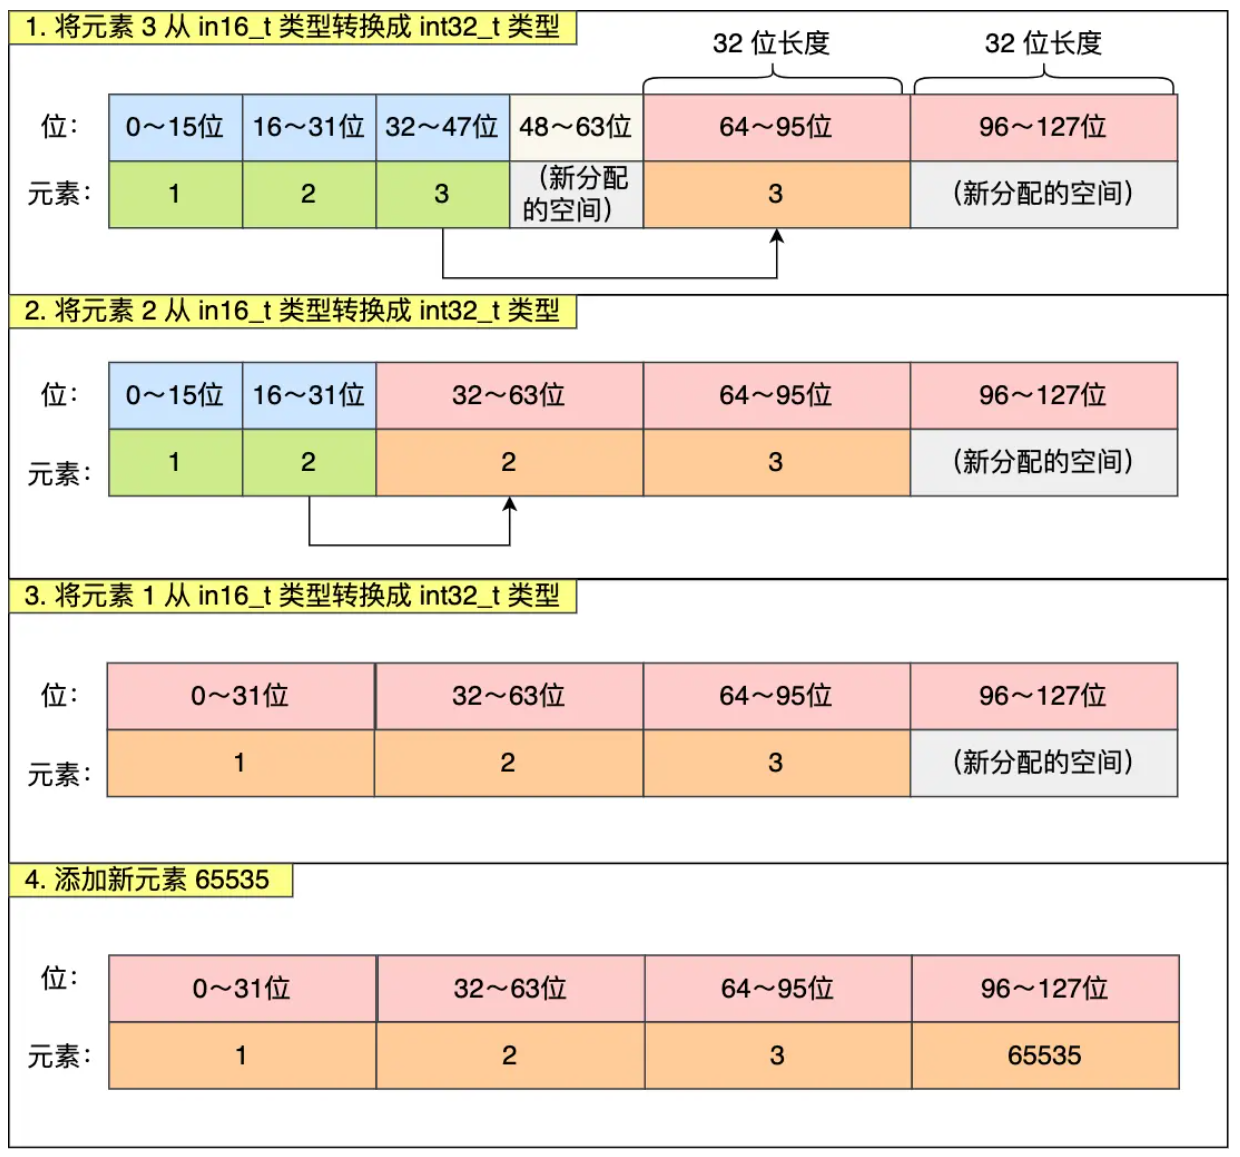 1. 将元素 3 从 in16_t 类型转换成 int32_t 类型
32 位长度 32 位长度
位： 0～15位 16～31位 32～47位 48～63位 64～95位 96～127位
元素： 1 2 3 （新分配的空间） 3 （新分配的空间）
2. 将元素 2 从 in16_t 类型转换成 int32_t 类型
位： 0～15位 16～31位 32～63位 64～95位 96～127位
元素： 1 2 2 3 （新分配的空间）
3. 将元素 1 从 in16_t 类型转换成 int32_t 类型
位： 0～31位 32～63位 64～95位 96～127位
元素： 1 2 3 （新分配的空间）
4. 添加新元素 65535
位： 0～31位 32～63位 64～95位 96～127位
元素： 1 2 3 65535